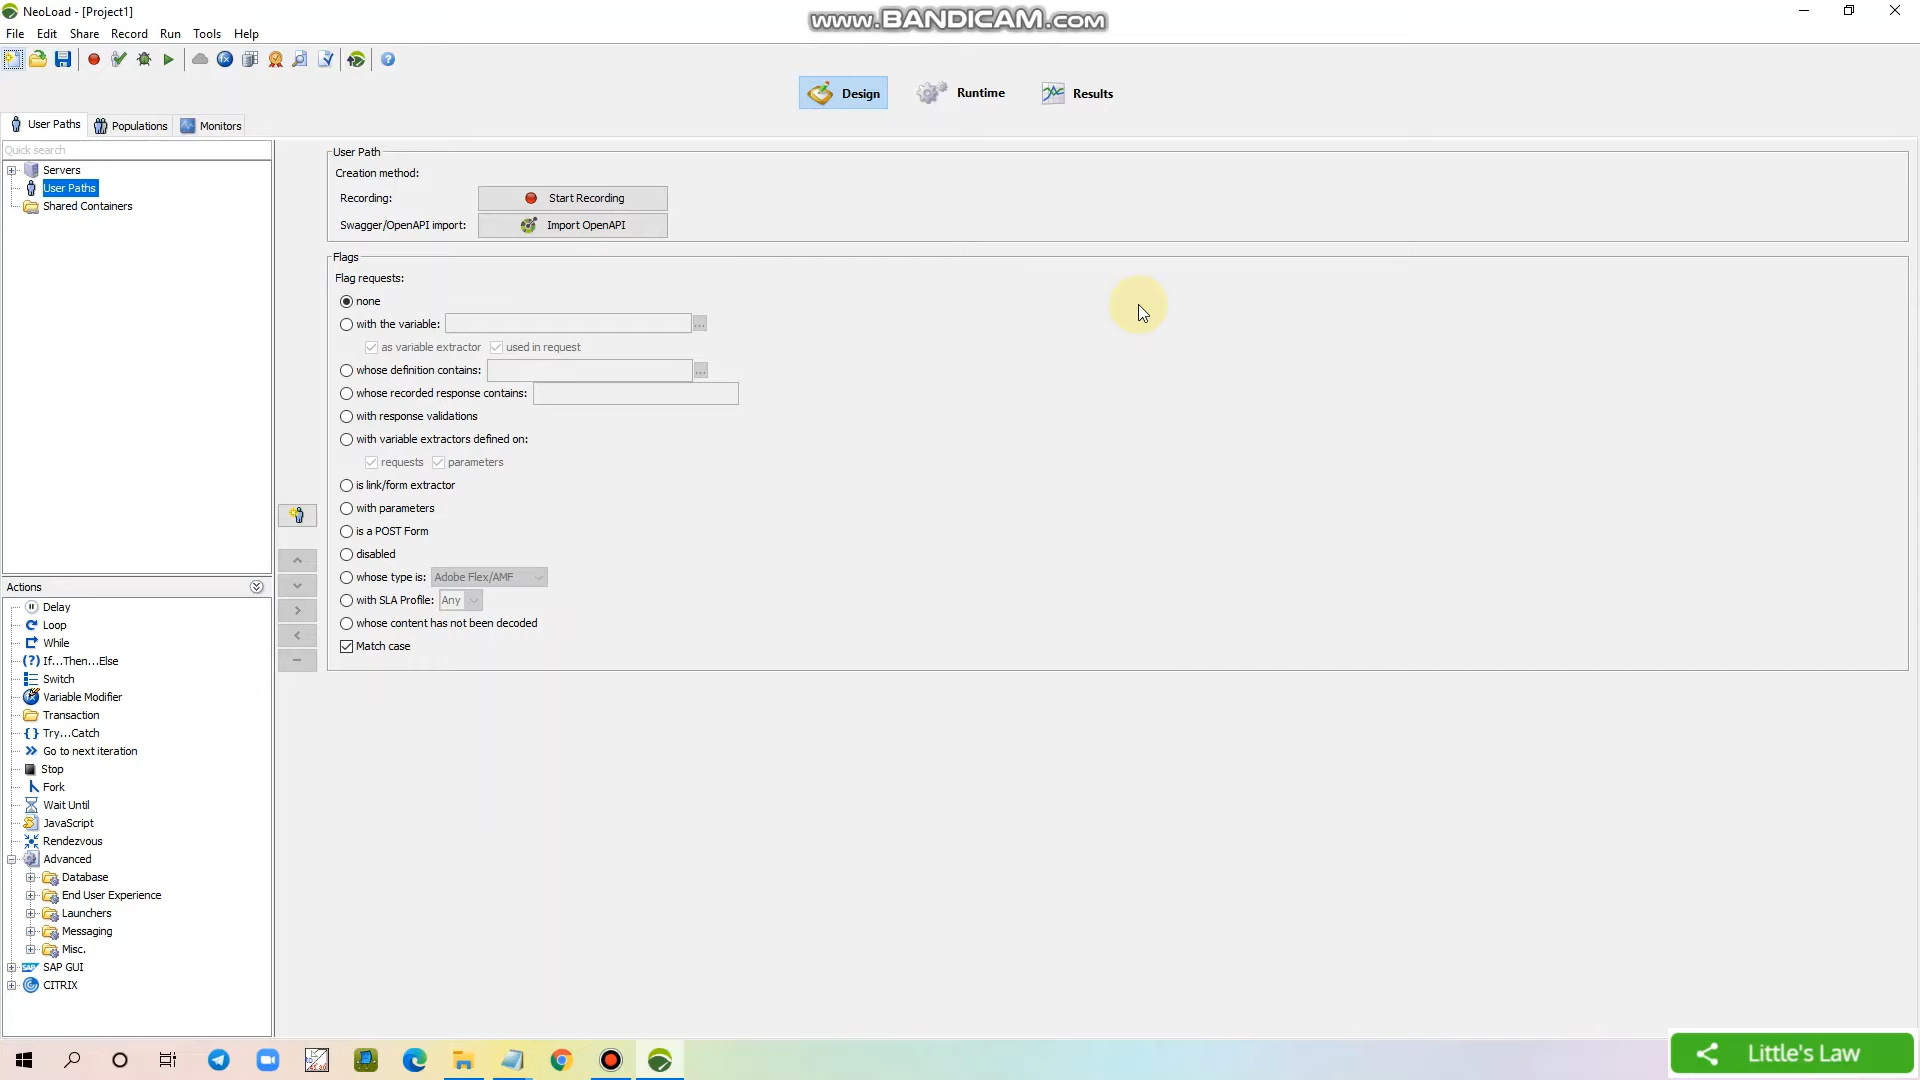 NeoLoad - [Project1]
www.BANDICAM.com
File Edit Share Record Run Tools Help
Design Runtime Results
User Paths Populations Monitors
Quick search
Servers
User Paths
Shared Containers
User Path
Creation method:
Recording: Start Recording
Swagger/OpenAPI import: Import OpenAPI
Flags
Flag requests:
none
with the variable: ...
as variable extractor used in request
whose definition contains: ...
whose recorded response contains:
with response validations
with variable extractors defined on:
requests parameters
is link/form extractor
with parameters
is a POST Form
disabled
whose type is: Adobe Flex/AMF
with SLA Profile: Any
whose content has not been decoded
Match case
Actions
Delay
Loop
While
If...Then...Else
Switch
Variable Modifier
Transaction
Try...Catch
Go to next iteration
Stop
Fork
Wait Until
JavaScript
Rendezvous
Advanced
Database
End User Experience
Launchers
Messaging
Misc.
SAP GUI
CITRIX
Little's Law